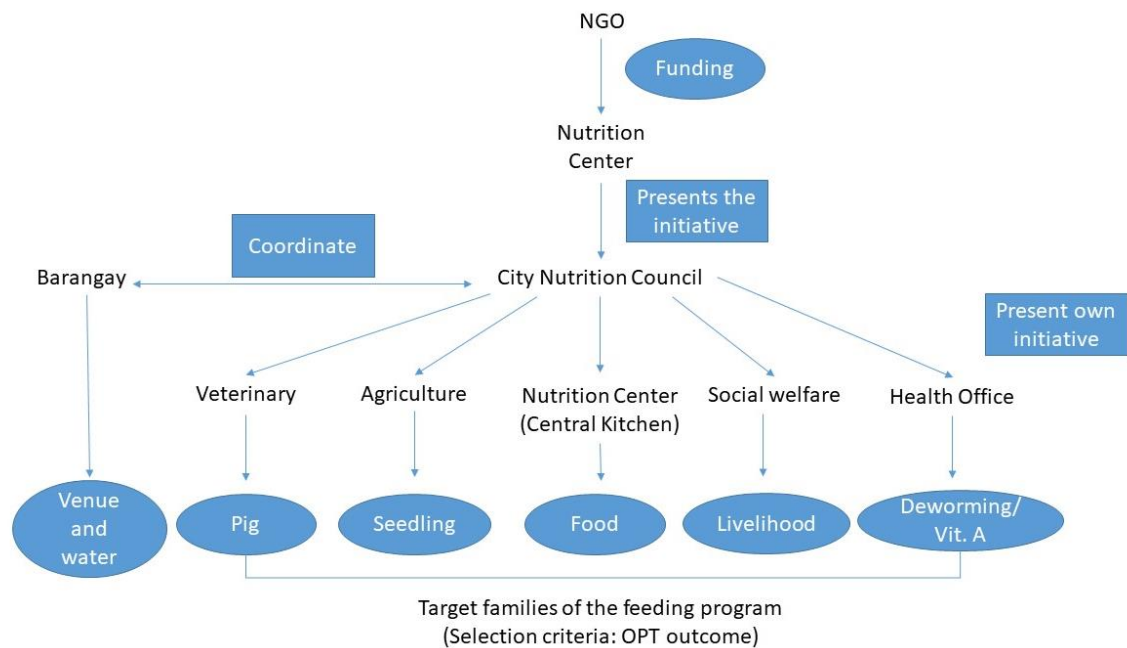 NGO
Funding
Nutrition
Center
Presents the
initiative
Coordinate
Barangay
City Nutrition Council
Present own
initiative
Veterinary
Agriculture
Nutrition Center
(Central Kitchen)
Social welfare
Health Office
Venue
and
water
Pig
Seedling
Food
Livelihood
Deworming/
Vit. A
Target families of the feeding program
(Selection criteria: OPT outcome)